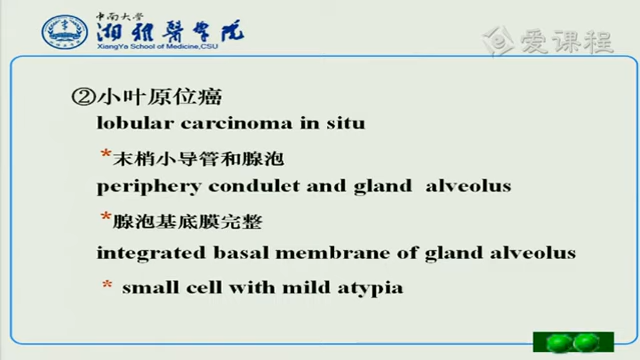 中南大学
湘雅醫学院
XiangYa School of Medicine,CSU
爱课程
②小叶原位癌
lobular carcinoma in situ
*末梢小导管和腺泡
periphery condulet and gland alveolus
*腺泡基底膜完整
integrated basal membrane of gland alveolus
* small cell with mild atypia